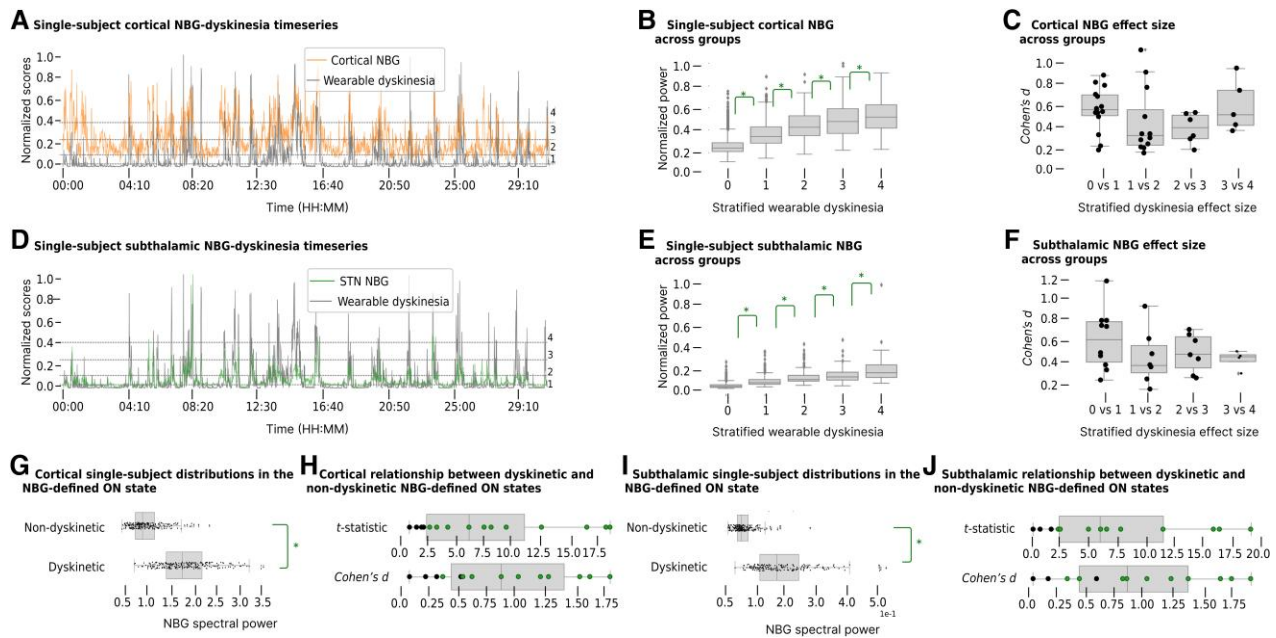 A Single-subject cortical NBG-dyskinesia timeseries
Normalized scores
1.0
0.8
0.6
0.4
0.2
0.0
Cortical NBG
Wearable dyskinesia
4
3
2
1
00:00 04:10 08:20 12:30 16:40 20:50 25:00 29:10
Time (HH:MM)
B Single-subject cortical NBG
across groups
Normalized power
1.0
0.8
0.6
0.4
0.2
0.0
* * * *
0 1 2 3 4
Stratified wearable dyskinesia
C Cortical NBG effect size
across groups
Cohen's d
1.0
0.8
0.6
0.4
0.2
0.0
0 vs 1 1 vs 2 2 vs 3 3 vs 4
Stratified dyskinesia effect size
D Single-subject subthalamic NBG-dyskinesia timeseries
Normalized scores
1.0
0.8
0.6
0.4
0.2
0.0
STN NBG
Wearable dyskinesia
4
3
2
1
00:00 04:10 08:20 12:30 16:40 20:50 25:00 29:10
Time (HH:MM)
E Single-subject subthalamic NBG
across groups
Normalized power
1.0
0.8
0.6
0.4
0.2
0.0
* * * *
0 1 2 3 4
Stratified wearable dyskinesia
F Subthalamic NBG effect size
across groups
Cohen's d
1.2
1.0
0.8
0.6
0.4
0.2
0 vs 1 1 vs 2 2 vs 3 3 vs 4
Stratified dyskinesia effect size
G Cortical single-subject distributions in the
NBG-defined ON state
Non-dyskinetic
Dyskinetic
*
0.5 1.0 1.5 2.0 2.5 3.0 3.5
NBG spectral power
H Cortical relationship between dyskinetic and
non-dyskinetic NBG-defined ON states
t-statistic
0.0 2.5 5.0 7.5 10.0 12.5 15.0 17.5
Cohen's d
0.0 0.25 0.50 0.75 1.00 1.25 1.50 1.75
I Subthalamic single-subject distributions in the
NBG-defined ON state
Non-dyskinetic
Dyskinetic
*
0.5 1.0 2.0 3.0 4.0 5.0
1e-1
NBG spectral power
J Subthalamic relationship between dyskinetic and
non-dyskinetic NBG-defined ON states
t-statistic
0.0 2.5 5.0 7.5 10.0 12.5 15.0 17.5 20.0
Cohen's d
0.0 0.25 0.50 0.75 1.00 1.25 1.50 1.75